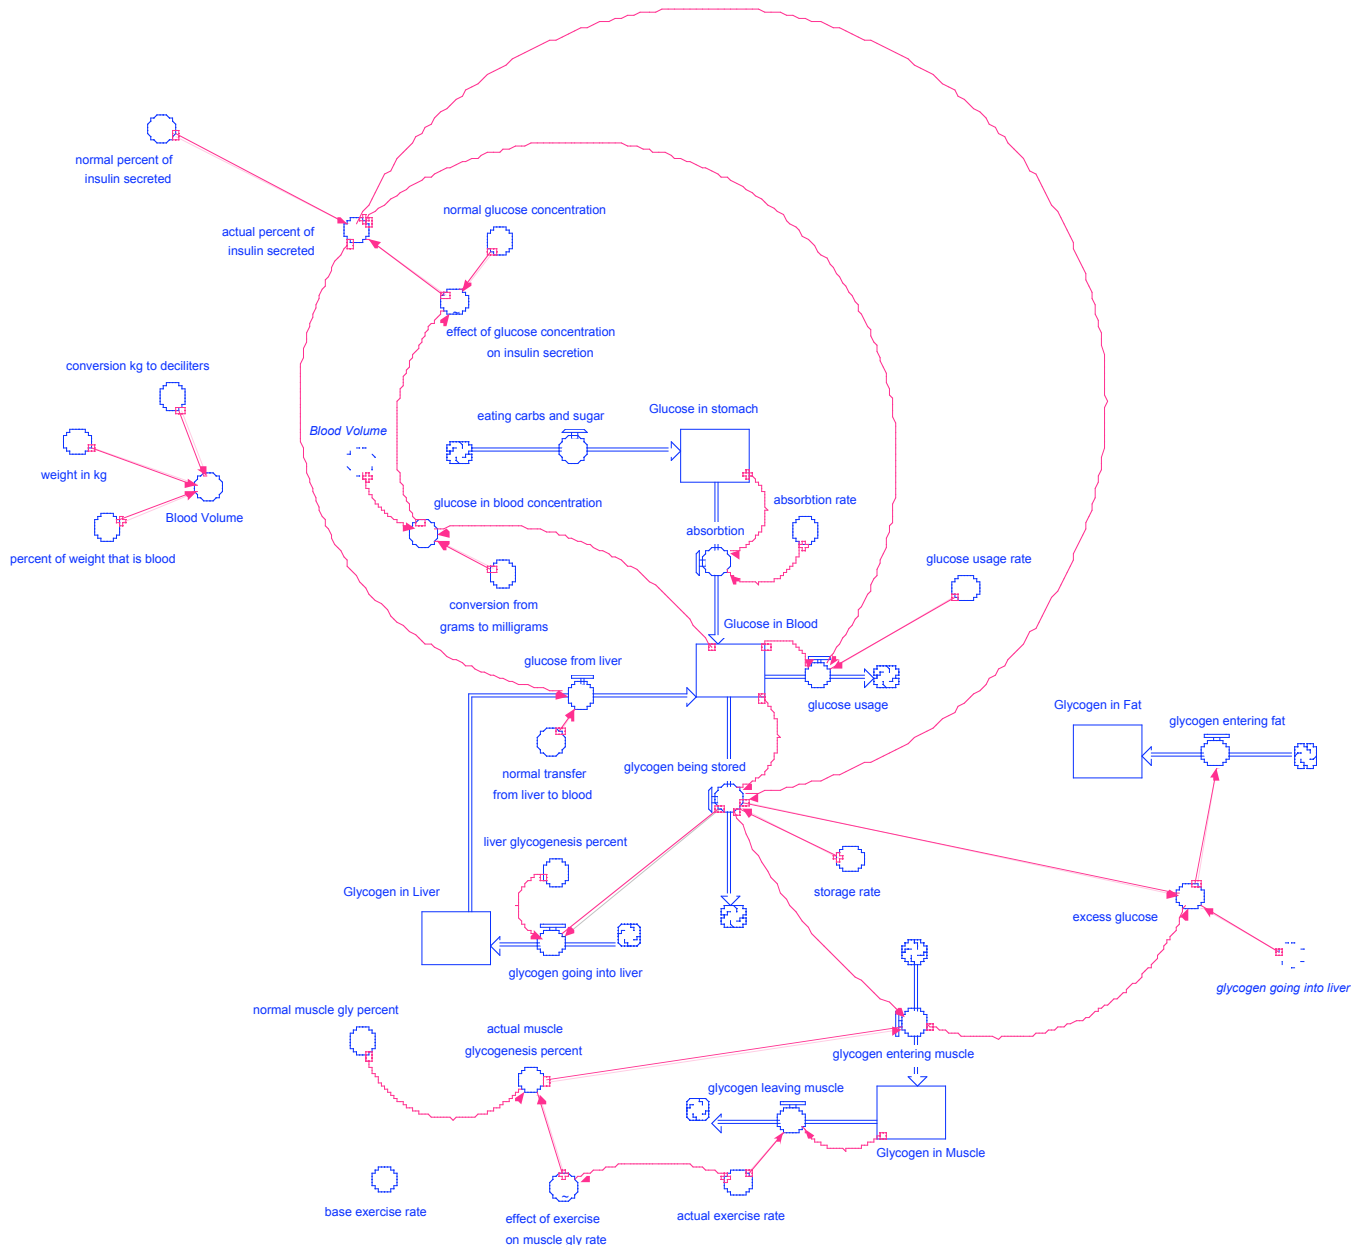 normal percent of
insulin secreted
normal glucose concentration
actual percent of
insulin secreted
effect of glucose concentration
on insulin secretion
conversion kg to deciliters
Glucose in stomach
eating carbs and sugar
Blood Volume
weight in kg
glucose in blood concentration
absorbtion rate
Blood Volume
absorbtion
percent of weight that is blood
glucose usage rate
conversion from
grams to milligrams
Glucose in Blood
glucose from liver
glucose usage
Glycogen in Fat
glycogen entering fat
glycogen being stored
normal transfer
from liver to blood
liver glycogenesis percent
Glycogen in Liver
storage rate
excess glucose
glycogen going into liver
glycogen going into liver
normal muscle gly percent
actual muscle
glycogenesis percent
glycogen entering muscle
glycogen leaving muscle
Glycogen in Muscle
base exercise rate
effect of exercise
on muscle gly rate
actual exercise rate